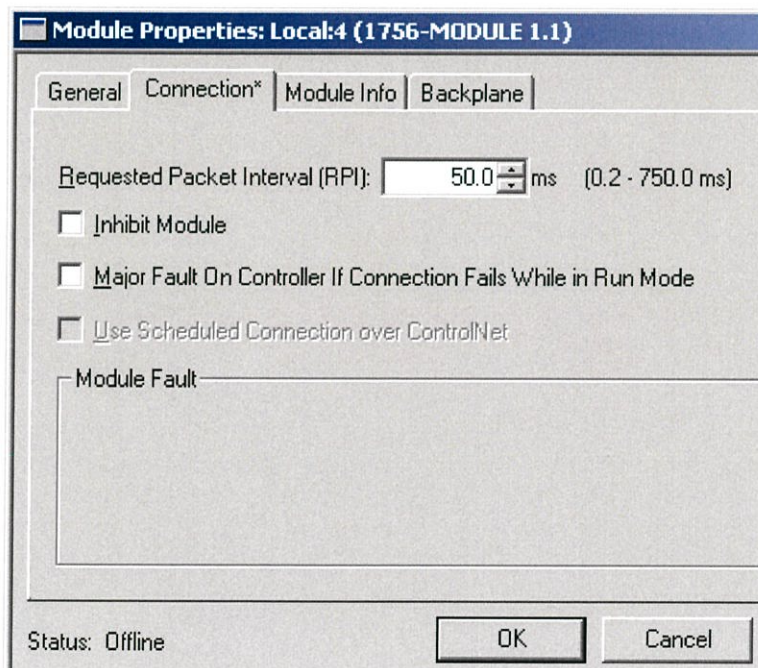 Module Properties: Local:4 (1756-MODULE 1.1)
General Connection* Module Info Backplane
Requested Packet Interval (RPI): 50.0 ms (0.2 - 750.0 ms)
Inhibit Module
Major Fault On Controller If Connection Fails While in Run Mode
Use Scheduled Connection over ControlNet
Module Fault
Status: Offline OK Cancel